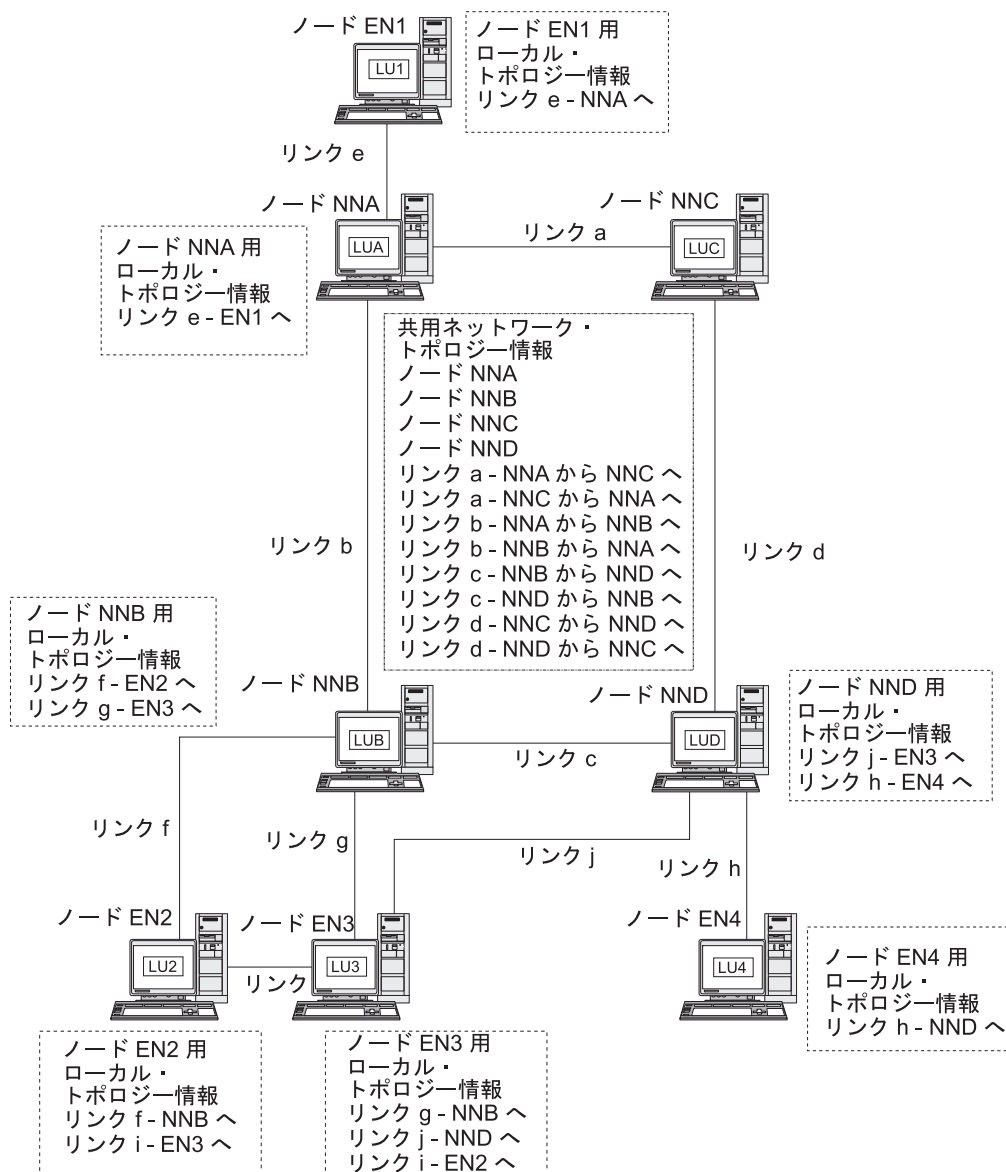 ノード EN1
LU1
ノード EN1 用
ローカル・
トポロジー情報
リンク e - NNA へ
リンク e
ノード NNA
LUA
ノード NNC
LUC
リンク a
ノード NNA 用
ローカル・
トポロジー情報
リンク e - EN1 へ
共用ネットワーク・
トポロジー情報
ノード NNA
ノード NNB
ノード NNC
ノード NND
リンク a - NNA から NNC へ
リンク a - NNC から NNA へ
リンク b - NNA から NNB へ
リンク b - NNB から NNA へ
リンク c - NNB から NND へ
リンク c - NND から NNB へ
リンク d - NNC から NND へ
リンク d - NND から NNC へ
リンク b
リンク d
ノード NNB 用
ローカル・
トポロジー情報
リンク f - EN2 へ
リンク g - EN3 へ
ノード NNB
LUB
ノード NND
LUD
リンク c
ノード NND 用
ローカル・
トポロジー情報
リンク j - EN3 へ
リンク h - EN4 へ
リンク f
リンク g
リンク j
リンク h
ノード EN2
LU2
ノード EN3
LU3
リンク
ノード EN4
LU4
ノード EN4 用
ローカル・
トポロジー情報
リンク h - NND へ
ノード EN2 用
ローカル・
トポロジー情報
リンク f - NNB へ
リンク i - EN3 へ
ノード EN3 用
ローカル・
トポロジー情報
リンク g - NNB へ
リンク j - NND へ
リンク i - EN2 へ